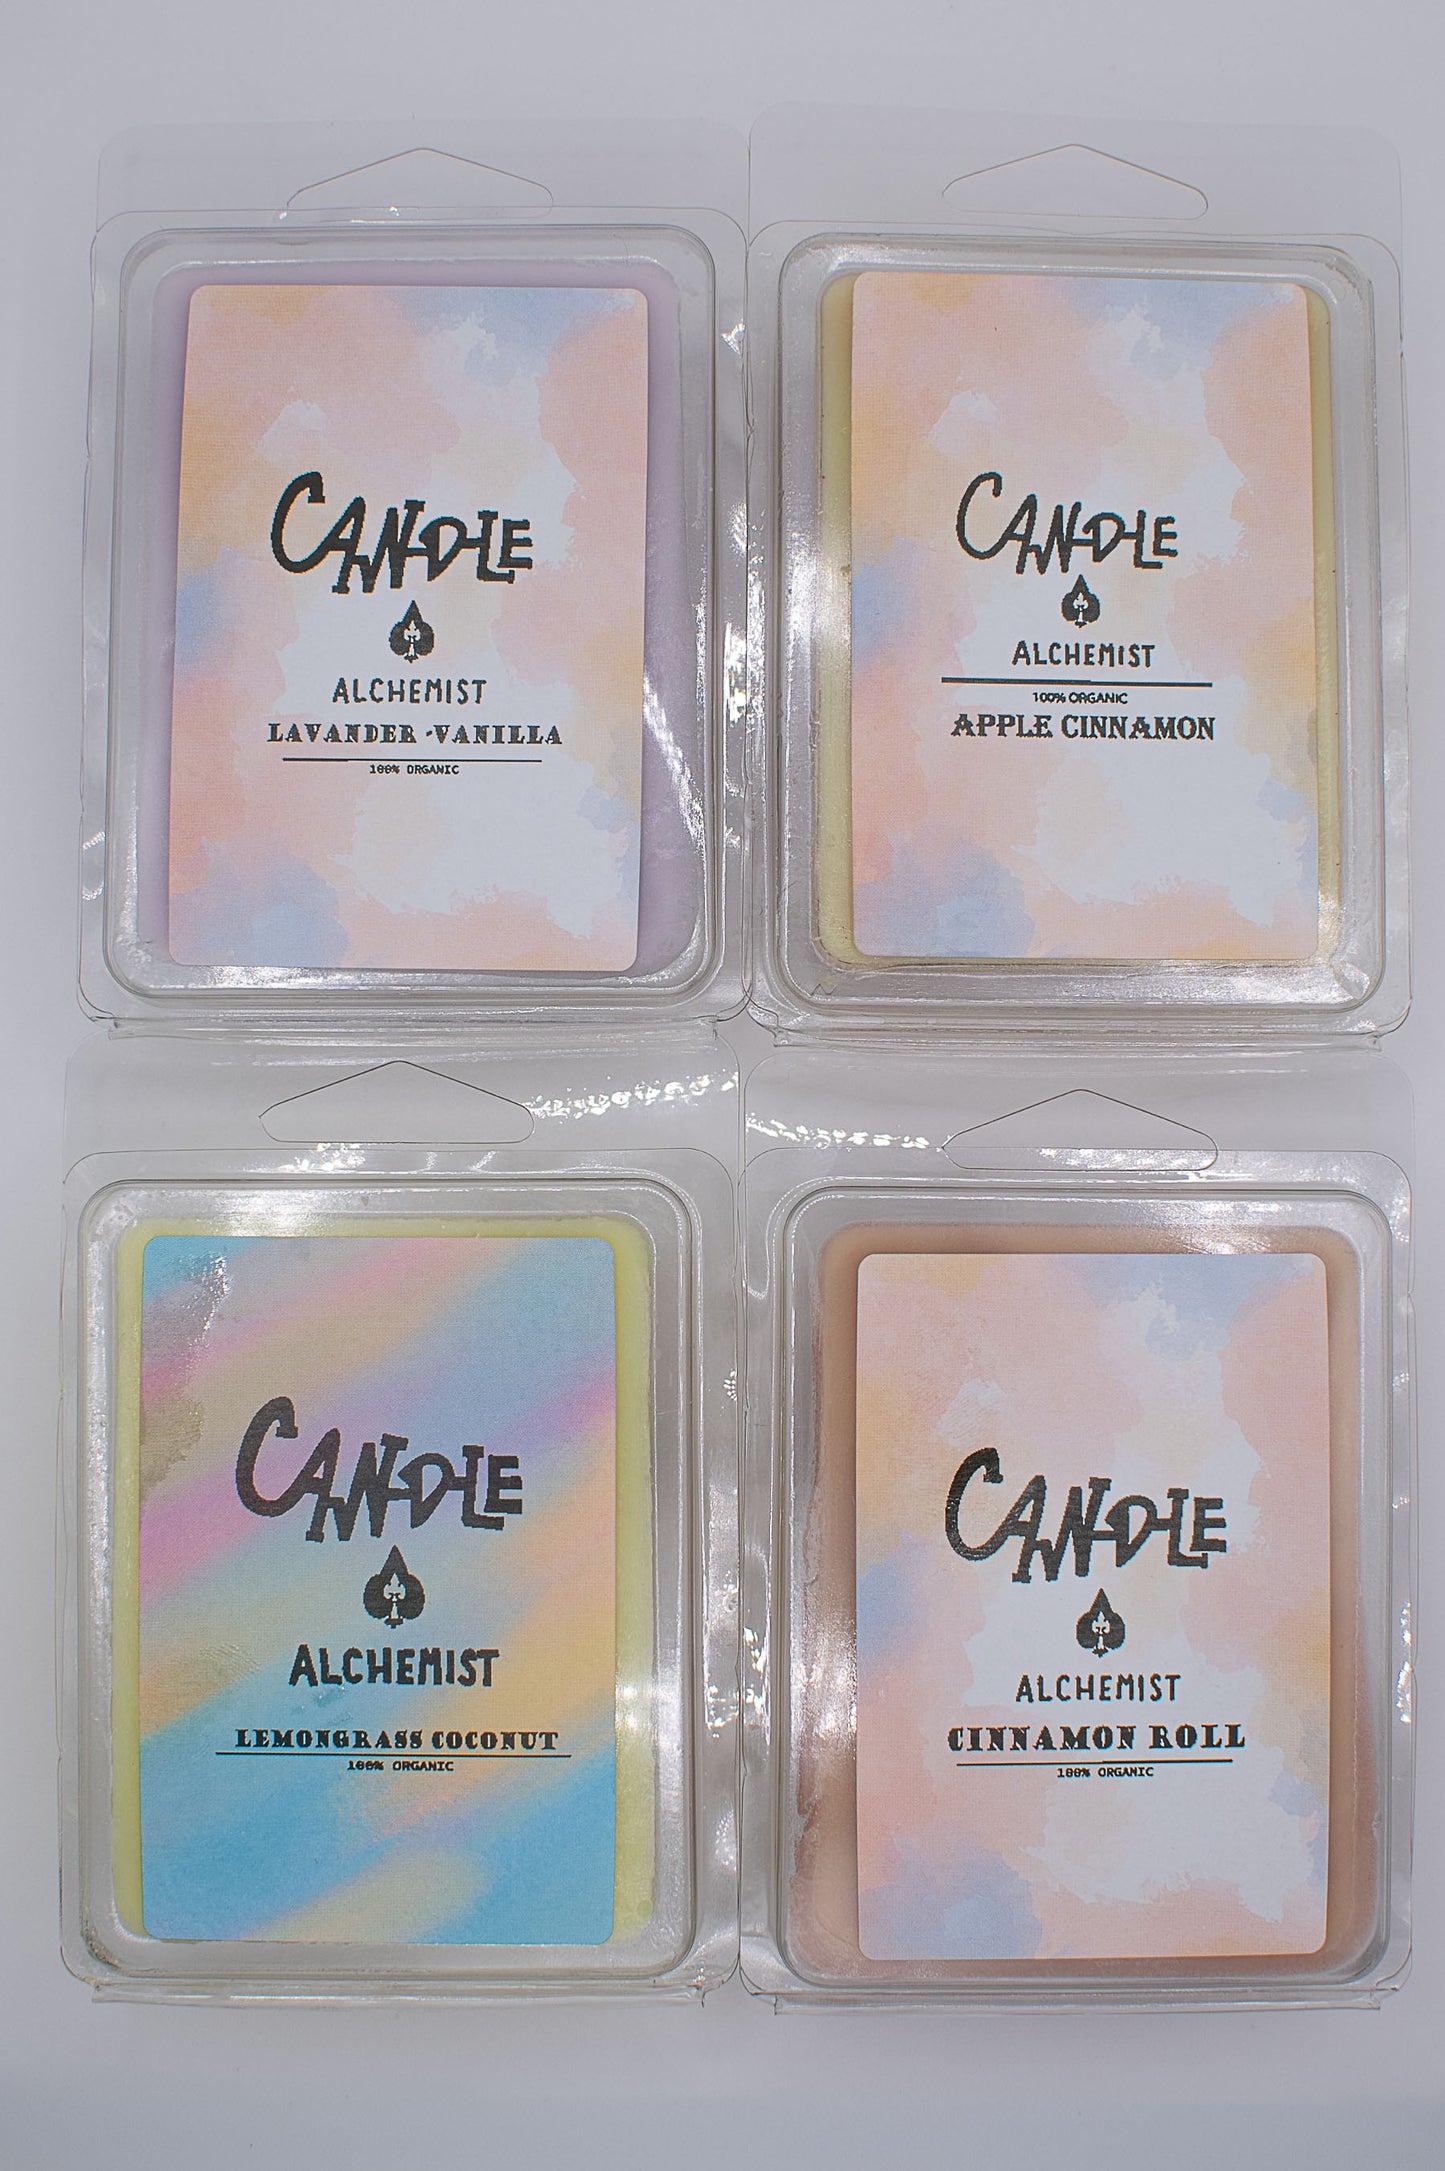 CANDLE
ALCHEMIST
LAVANDER -VANILLA
100% ORGANIC
CANDLE
ALCHEMIST
100% ORGANIC
APPLE CINNAMON
CANDLE
ALCHEMIST
LEMONGRASS COCONUT
100% ORGANIC
CANDLE
ALCHEMIST
CINNAMON ROLL
100% ORGANIC